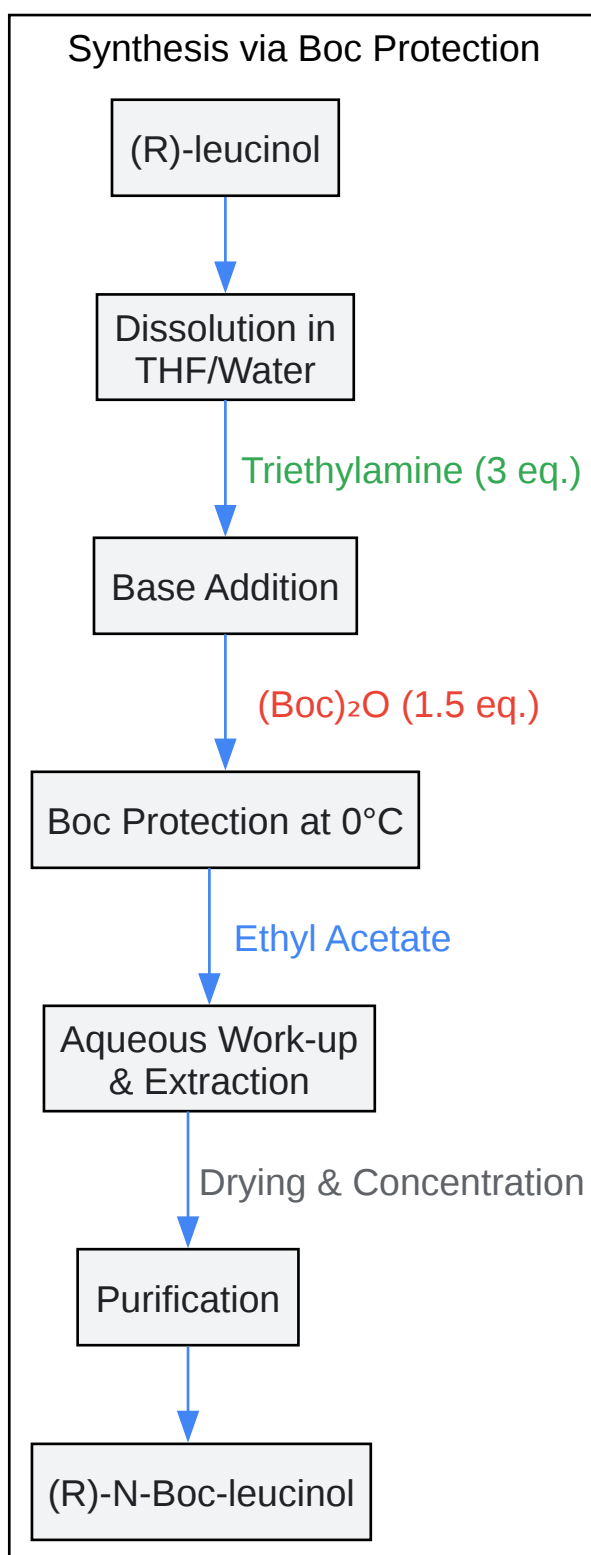 Synthesis via Boc Protection
(R)-leucinol
Dissolution in
THF/Water
Triethylamine (3 eq.)
Base Addition
(Boc)₂O (1.5 eq.)
Boc Protection at 0°C
Ethyl Acetate
Aqueous Work-up
& Extraction
Drying & Concentration
Purification
(R)-N-Boc-leucinol